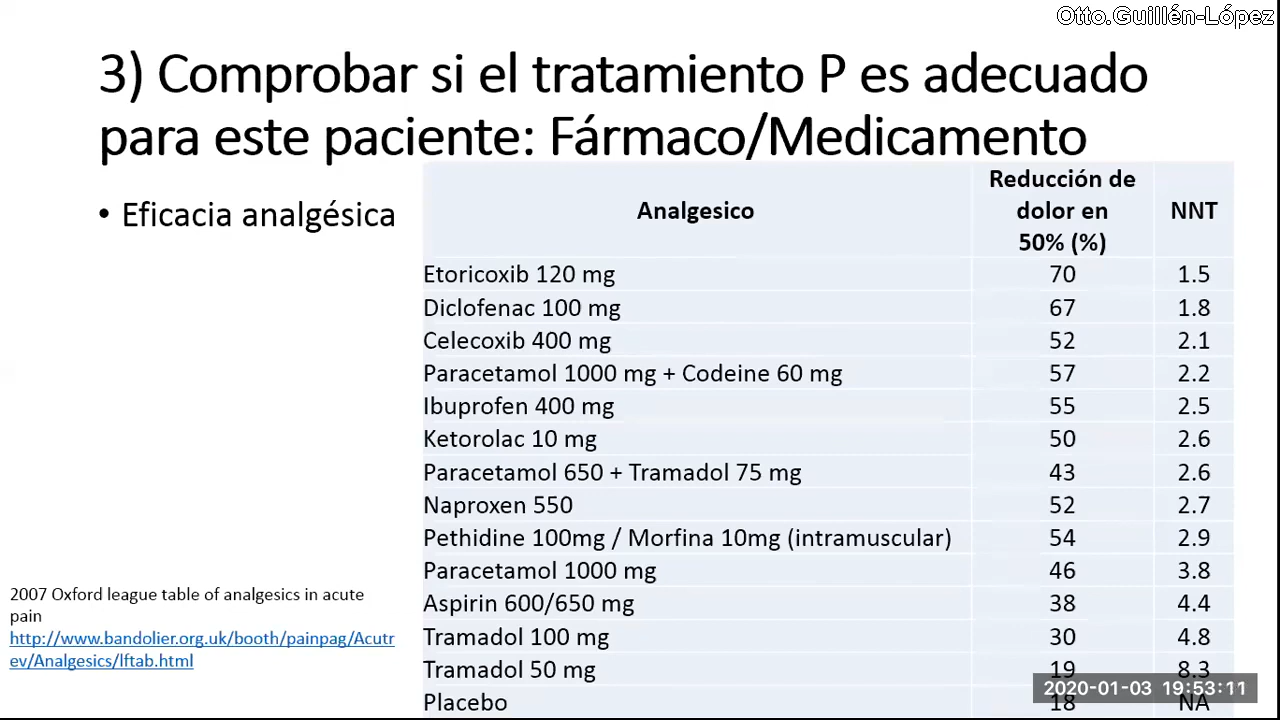 Otto.Guillén-López
3) Comprobar si el tratamiento P es adecuado
para este paciente: Fármaco/Medicamento
• Eficacia analgésica
Analgesico Reducción de dolor en 50% (%) NNT
Etoricoxib 120 mg 70 1.5
Diclofenac 100 mg 67 1.8
Celecoxib 400 mg 52 2.1
Paracetamol 1000 mg + Codeine 60 mg 57 2.2
Ibuprofen 400 mg 55 2.5
Ketorolac 10 mg 50 2.6
Paracetamol 650 + Tramadol 75 mg 43 2.6
Naproxen 550 52 2.7
Pethidine 100mg / Morfina 10mg (intramuscular) 54 2.9
Paracetamol 1000 mg 46 3.8
Aspirin 600/650 mg 38 4.4
Tramadol 100 mg 30 4.8
Tramadol 50 mg 19 8.3
Placebo 18 NA
2007 Oxford league table of analgesics in acute
pain
http://www.bandolier.org.uk/booth/painpag/Acutr
ev/Analgesics/lftab.html
2020-01-03 19:53:11